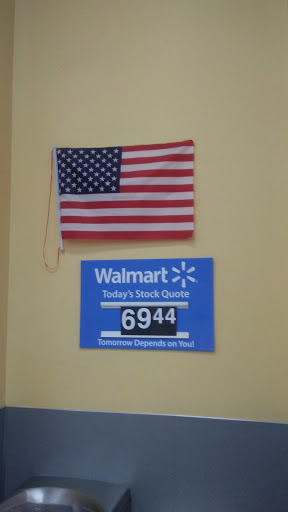 Walmart
Today's Stock Quote
6944
Tomorrow Depends on You!